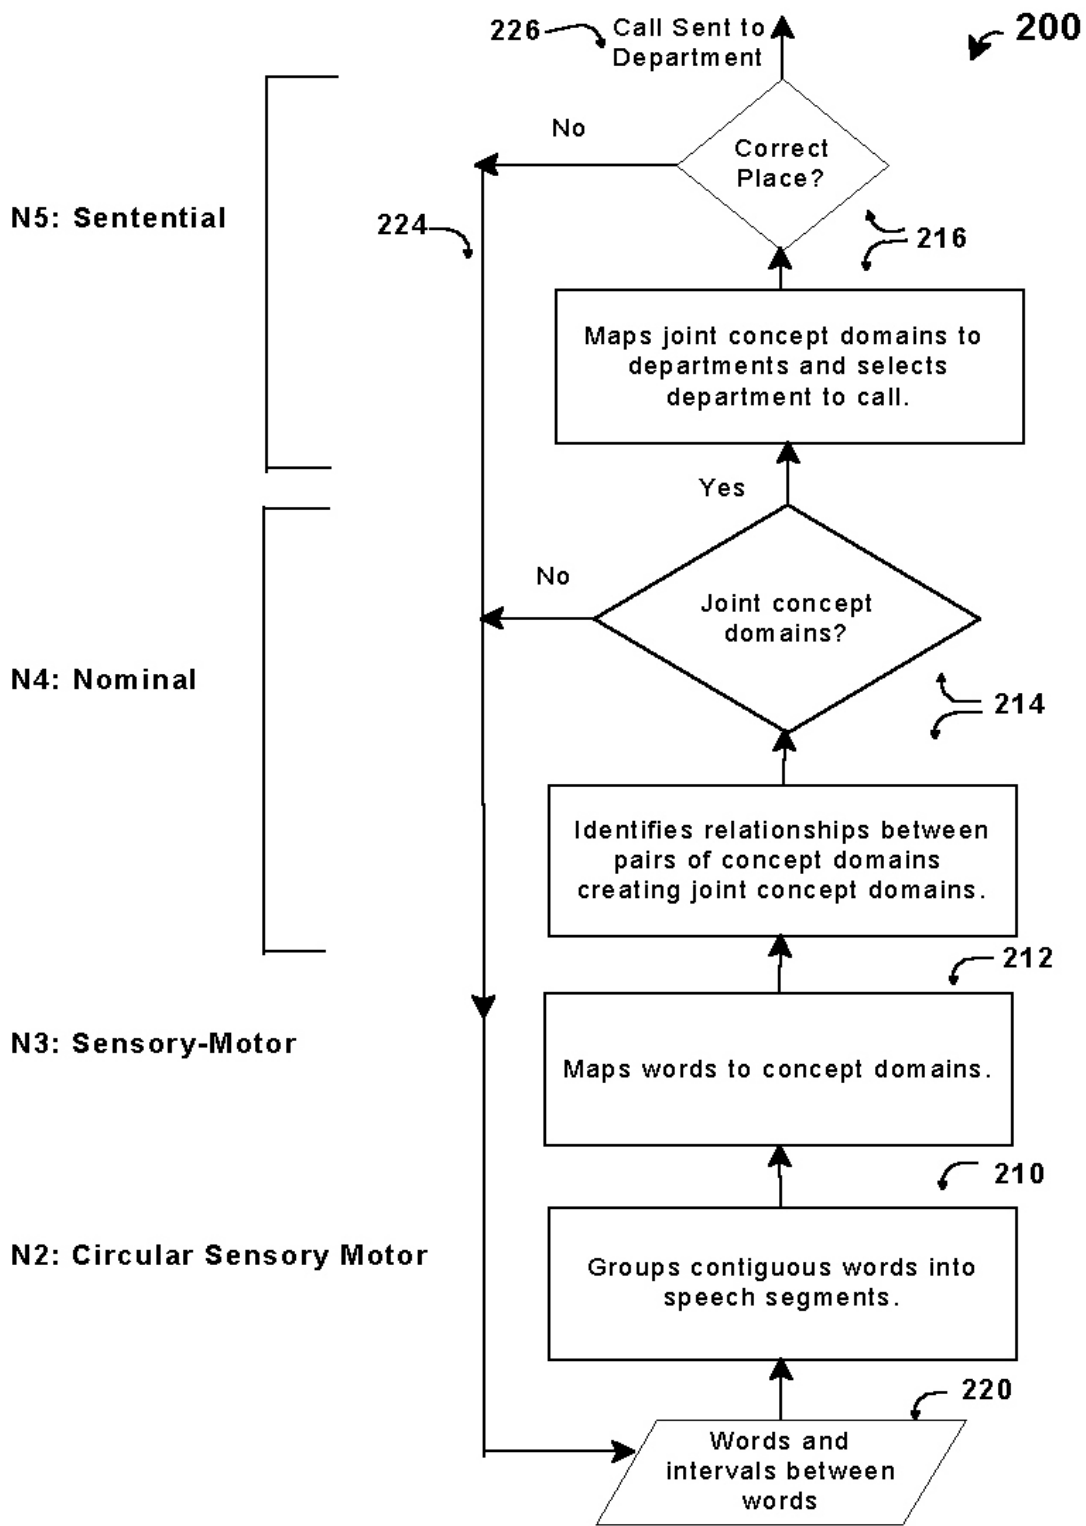 200
226
Call Sent to
Department
No
Correct
Place?
N5: Sentential
224
216
Maps joint concept domains to
departments and selects
department to call.
Yes
No
Joint concept
domains?
N4: Nominal
214
Identifies relationships between
pairs of concept domains
creating joint concept domains.
212
N3: Sensory-Motor
Maps words to concept domains.
210
N2: Circular Sensory Motor
Groups contiguous words into
speech segments.
220
Words and
intervals between
words